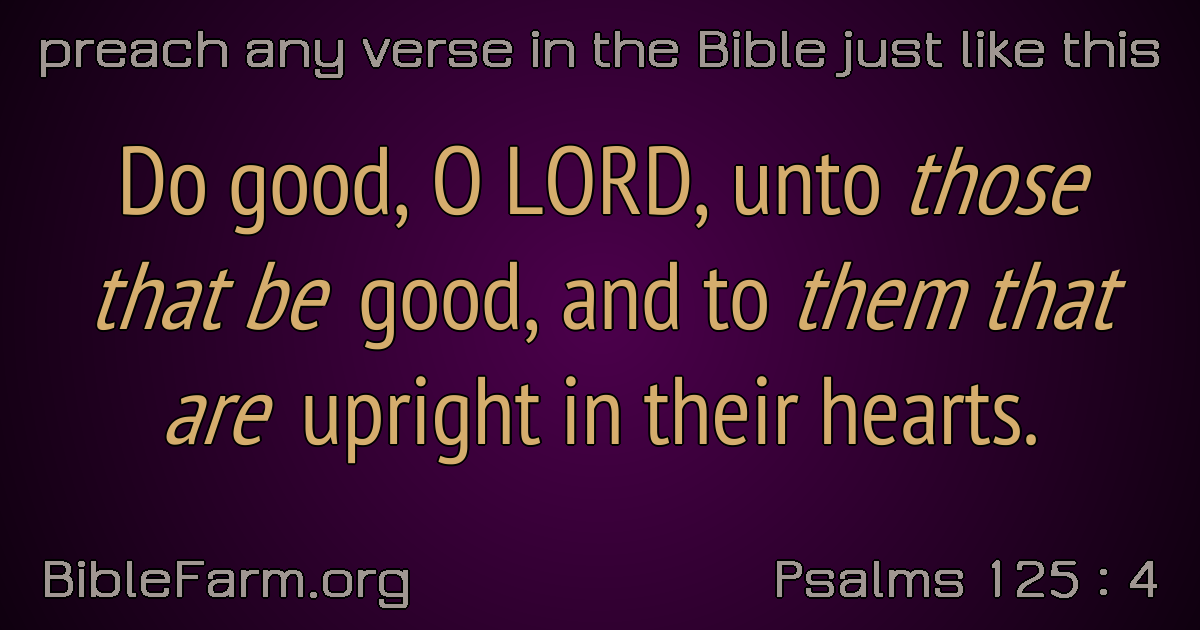 preach any verse in the Bible just like this
Do good, O LORD, unto those
that be good, and to them that
are upright in their hearts.
BibleFarm.org
Psalms 125 : 4